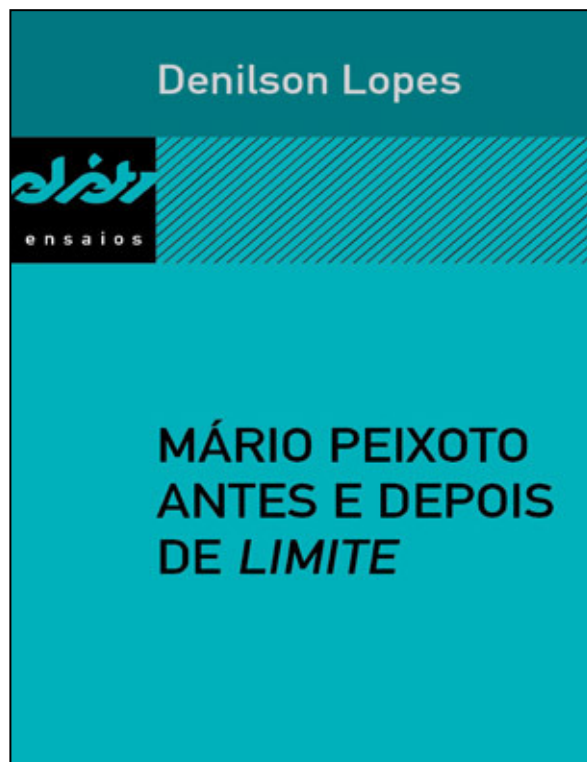 Denilson Lopes
ensaios
MÁRIO PEIXOTO
ANTES E DEPOIS
DE LIMITE